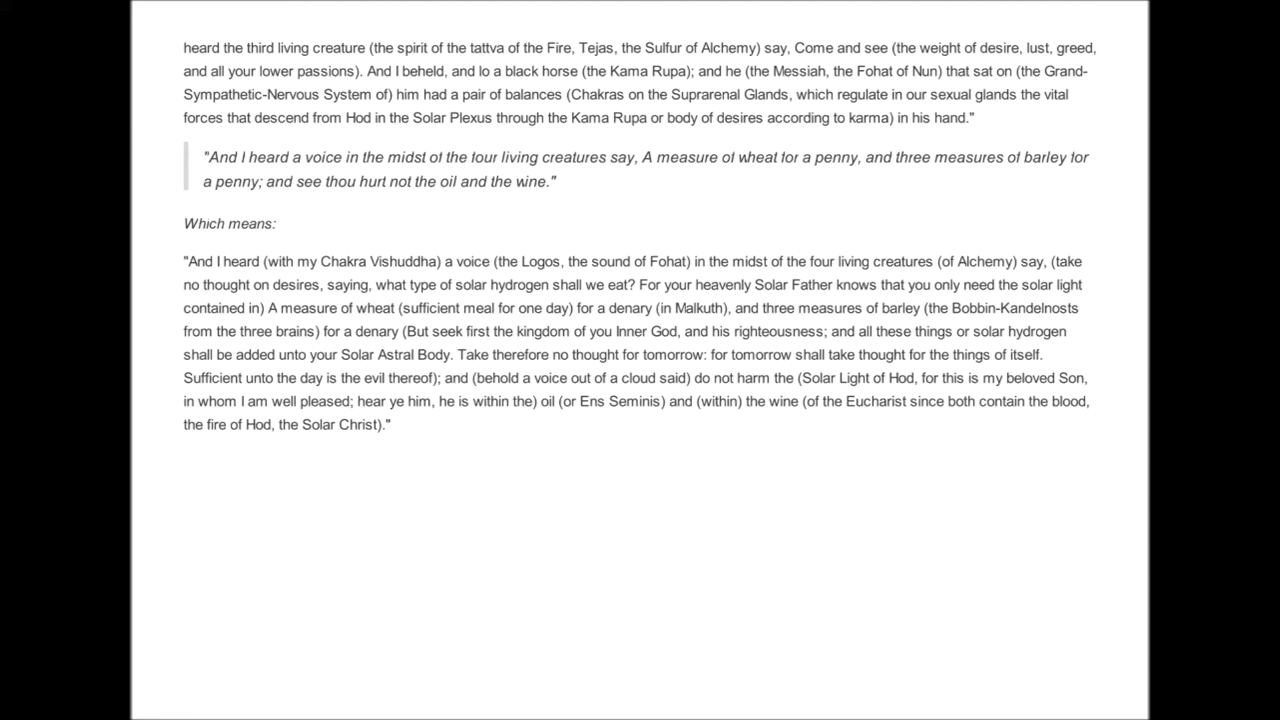 heard the third living creature (the spirit of the tattva of the Fire, Tejas, the Sulfur of Alchemy) say, Come and see (the weight of desire, lust, greed,
and all your lower passions). And I beheld, and lo a black horse (the Kama Rupa); and he (the Messiah, the Fohat of Nun) that sat on (the Grand-
Sympathetic-Nervous System of) him had a pair of balances (Chakras on the Suprarenal Glands, which regulate in our sexual glands the vital
forces that descend from Hod in the Solar Plexus through the Kama Rupa or body of desires according to karma) in his hand."
"And I heard a voice in the midst of the four living creatures say, A measure of wheat for a penny, and three measures of barley for
a penny; and see thou hurt not the oil and the wine."
Which means:
"And I heard (with my Chakra Vishuddha) a voice (the Logos, the sound of Fohat) in the midst of the four living creatures (of Alchemy) say, (take
no thought on desires, saying, what type of solar hydrogen shall we eat? For your heavenly Solar Father knows that you only need the solar light
contained in) A measure of wheat (sufficient meal for one day) for a denary (in Malkuth), and three measures of barley (the Bobbin-Kandelnosts
from the three brains) for a denary (But seek first the kingdom of you Inner God, and his righteousness; and all these things or solar hydrogen
shall be added unto your Solar Astral Body. Take therefore no thought for tomorrow: for tomorrow shall take thought for the things of itself.
Sufficient unto the day is the evil thereof); and (behold a voice out of a cloud said) do not harm the (Solar Light of Hod, for this is my beloved Son,
in whom I am well pleased; hear ye him, he is within the) oil (or Ens Seminis) and (within) the wine (of the Eucharist since both contain the blood,
the fire of Hod, the Solar Christ)."